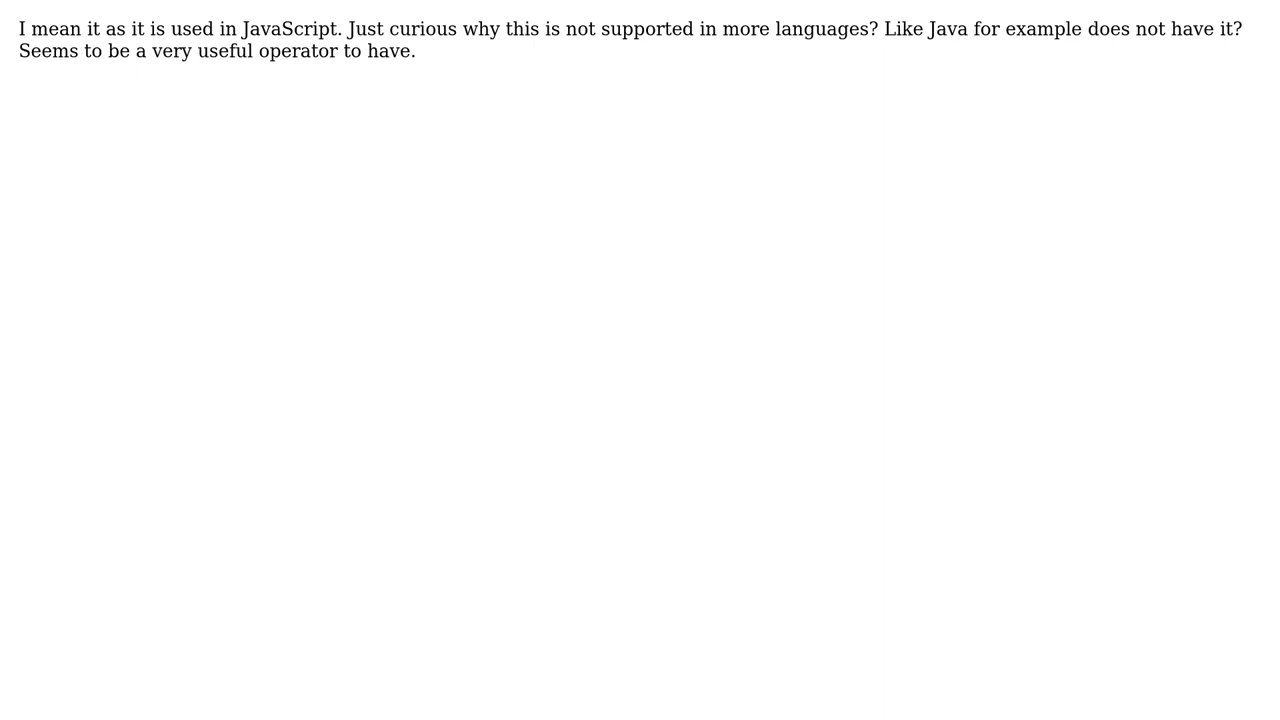 I mean it as it is used in JavaScript. Just curious why this is not supported in more languages? Like Java for example does not have it?
Seems to be a very useful operator to have.